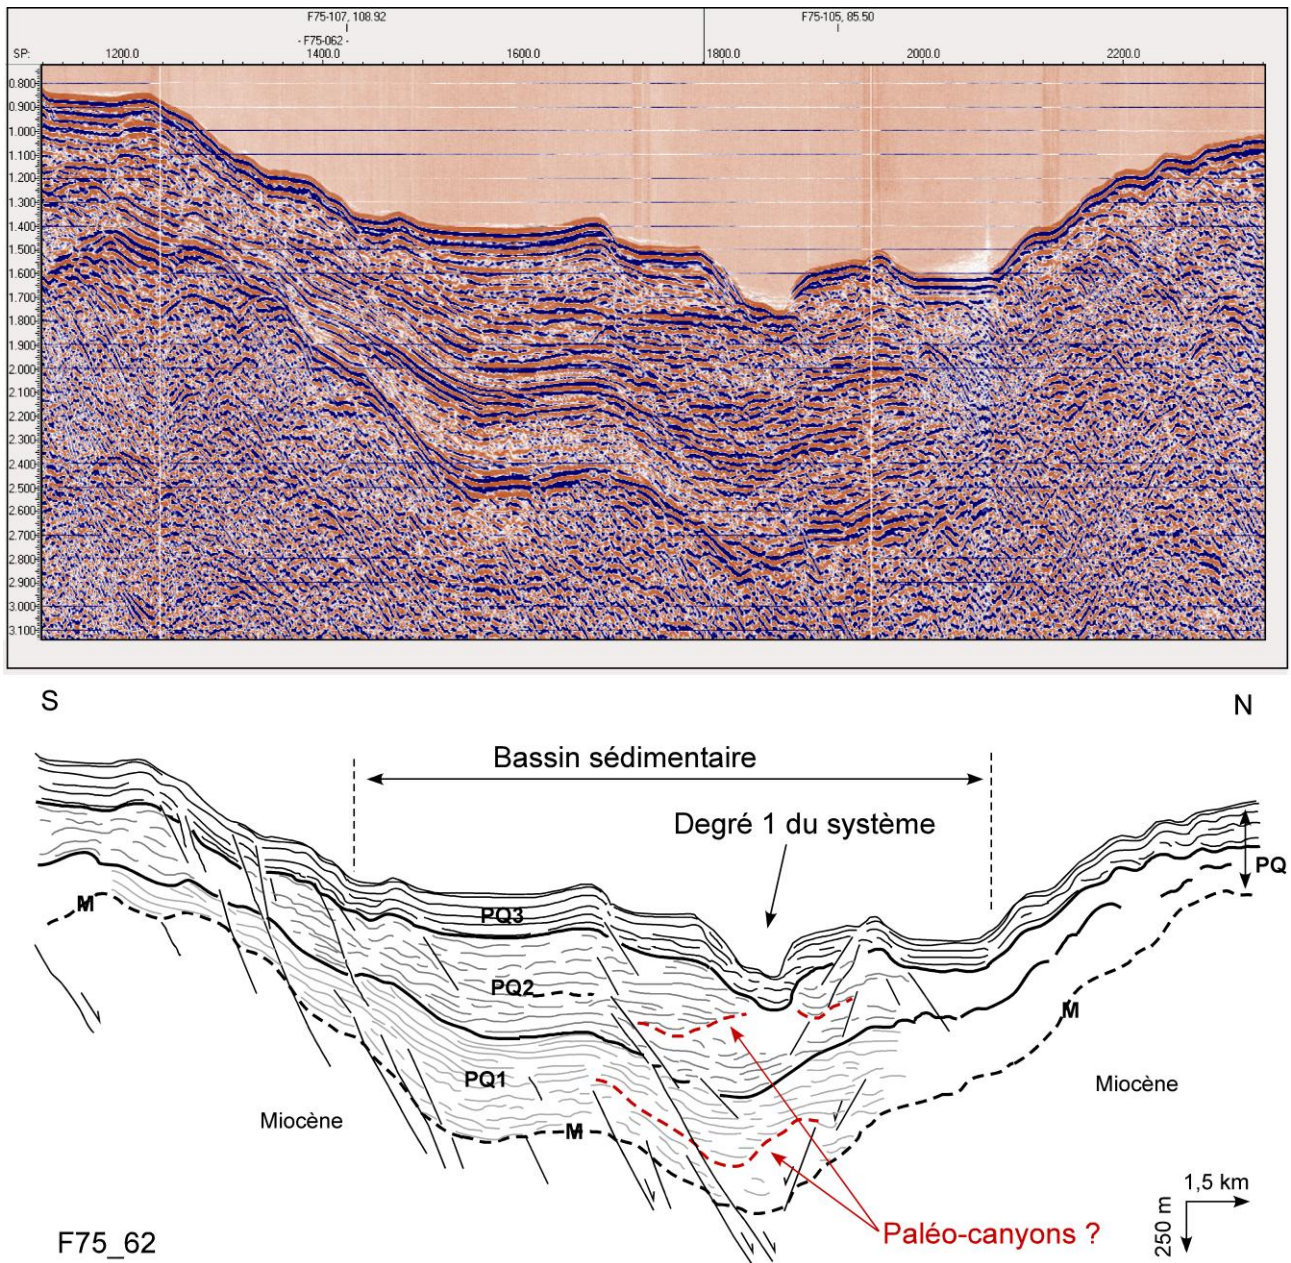 F75-107, 108.92 F75-105, 85.50
- F75-062 -
SP: 1200.0 1400.0 1600.0 1800.0 2000.0 2200.0
0.800
0.900
1.000
1.100
1.200
1.300
1.400
1.500
1.600
1.700
1.800
1.900
2.000
2.100
2.200
2.300
2.400
2.500
2.600
2.700
2.800
2.900
3.000
3.100
S N
Bassin sédimentaire
Degré 1 du système
PQ
M
PQ3
PQ2
M
PQ1
Miocène
Miocène
M
1,5 km
250 m
Paléo-canyons ?
F75_62